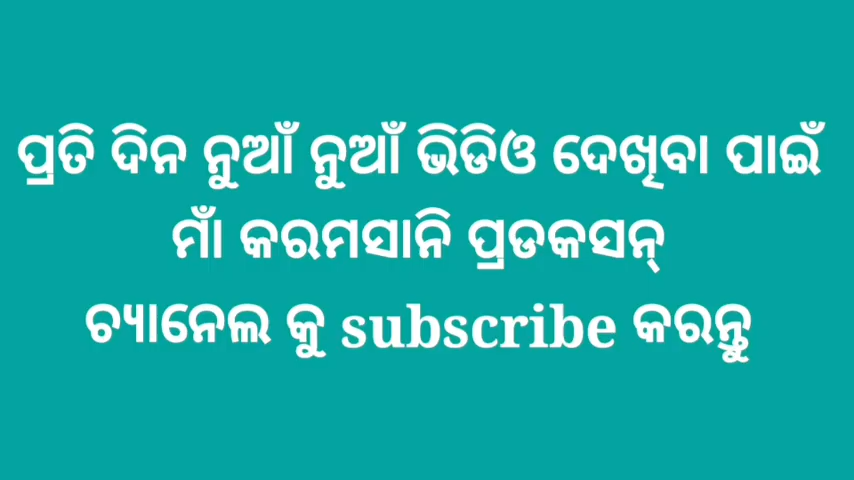 ପ୍ରତି ଦିନ ନୂଆଁ ନୂଆଁ ଭିଡିଓ ଦେଖିବା ପାଇଁ
ମାଁ କରମସାନି ପ୍ରଡକସନ୍
ଚ୍ୟାନେଲ କୁ subscribe କରନ୍ତୁ